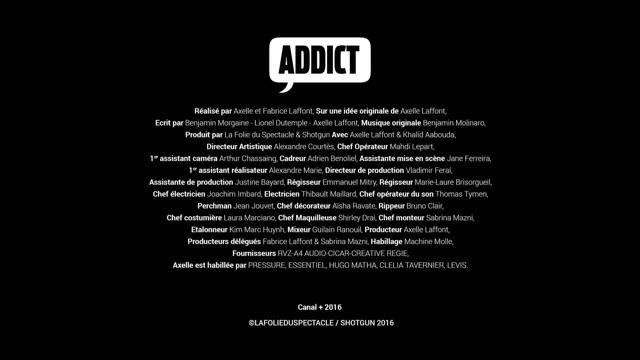 ADDICT
Réalisé par Axelle et Fabrice Laffont, Sur une idée originale de Axelle Laffont,
Ecrit par Benjamin Morgaine - Lionel Dutemple - Axelle Laffont, Musique originale Benjamin Molinaro,
Produit par La Folie du Spectacle & Shotgun Avec Axelle Laffont & Khalid Aabouda,
Directeur Artistique Alexandre Courtès, Chef Opérateur Mahdi Lepart,
1er assistant caméra Arthur Chassaing, Cadreur Adrien Benoliel, Assistante mise en scène Jane Ferreira,
1er assistant réalisateur Alexandre Marie, Directeur de production Vladimir Feral,
Assistante de production Justine Bayard, Régisseur Emmanuel Mitry, Régisseur Marie-Laure Brisorgueil,
Chef électricien Joachim Imbard, Electricien Thibault Maillard, Chef opérateur du son Thomas Tymen,
Perchman Jean Jouvet, Chef décorateur Aïsha Ravate, Rippeur Bruno Clair,
Chef costumière Laura Marciano, Chef Maquilleuse Shirley Drai, Chef monteur Sabrina Mazni,
Etalonneur Kim Marc Huynh, Mixeur Guilain Ranouil, Producteur Axelle Laffont,
Producteurs délégués Fabrice Laffont & Sabrina Mazni, Habillage Machine Molle,
Fournisseurs RVZ-A4 AUDIO-CICAR-CREATIVE REGIE,
Axelle est habillée par PRESSURE, ESSENTIEL, HUGO MATHA, CLELIA TAVERNIER, LEVIS.
Canal + 2016
©LAFOLIEDUSPECTACLE / SHOTGUN 2016